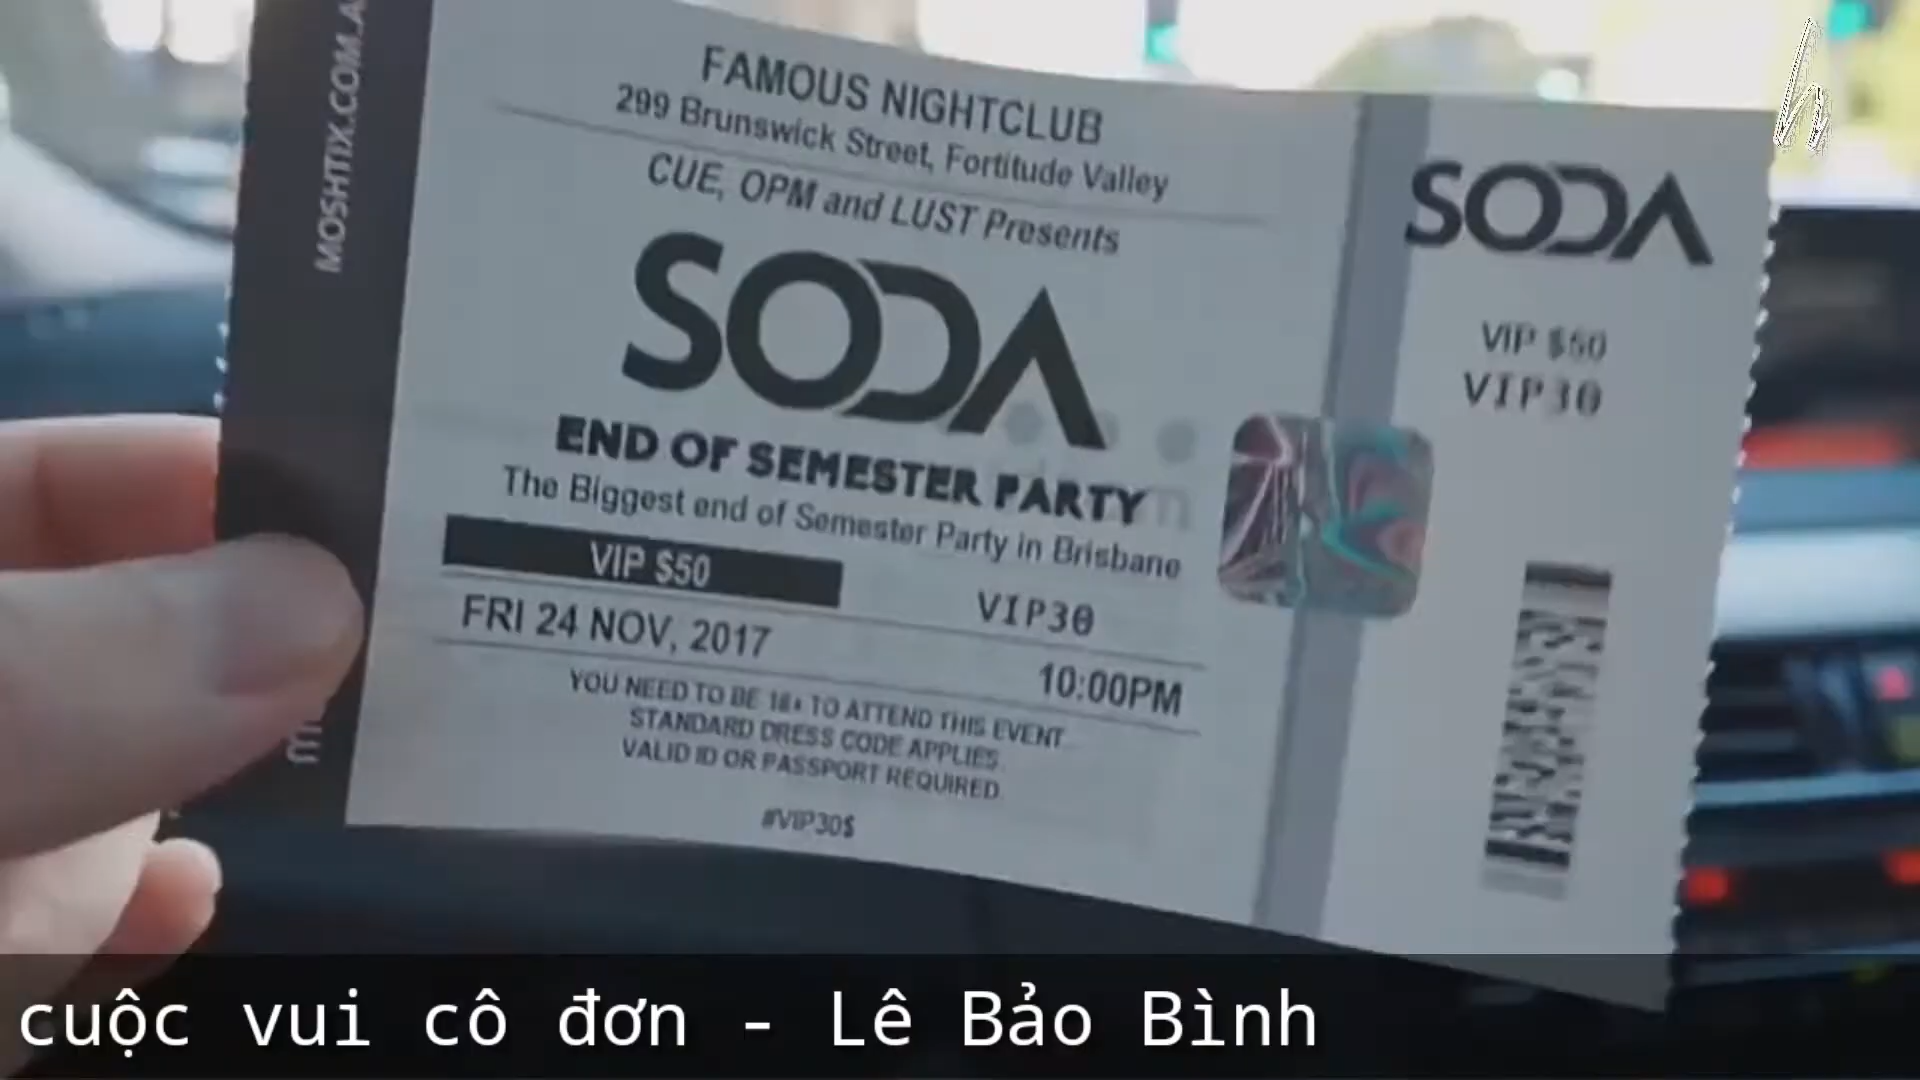 MOSHTIX.COM.A
FAMOUS NIGHTCLUB
299 Brunswick Street, Fortitude Valley
CUE, OPM and LUST Presents
SODA
END OF SEMESTER PARTY
The Biggest end of Semester Party in Brisbane
VIP $50
VIP30
FRI 24 NOV, 2017
10:00PM
YOU NEED TO BE 18+ TO ATTEND THIS EVENT
STANDARD DRESS CODE APPLIES.
VALID ID OR PASSPORT REQUIRED
#VIP30$
SODA
VIP $50
VIP30
h
cuộc vui cô đơn - Lê Bảo Bình